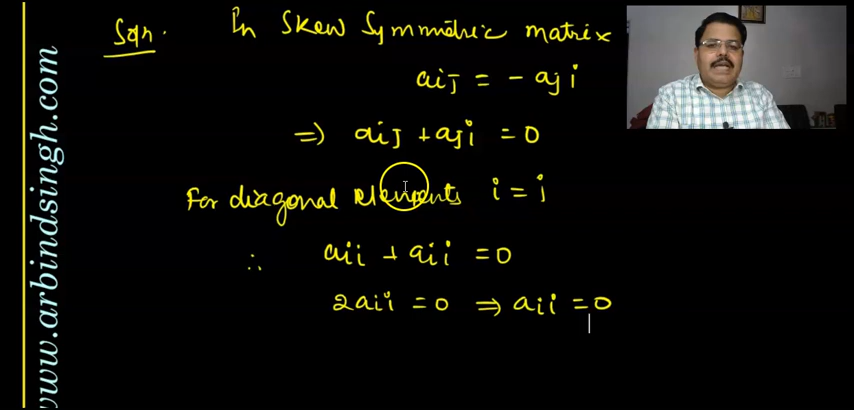 Soln. In Skew Symmetric matrix
aij = - aji
=> aij + aji = 0
For diagonal elements i = j
∴ aii + aii = 0
2aii = 0 => aii = 0
www.arbindsingh.com